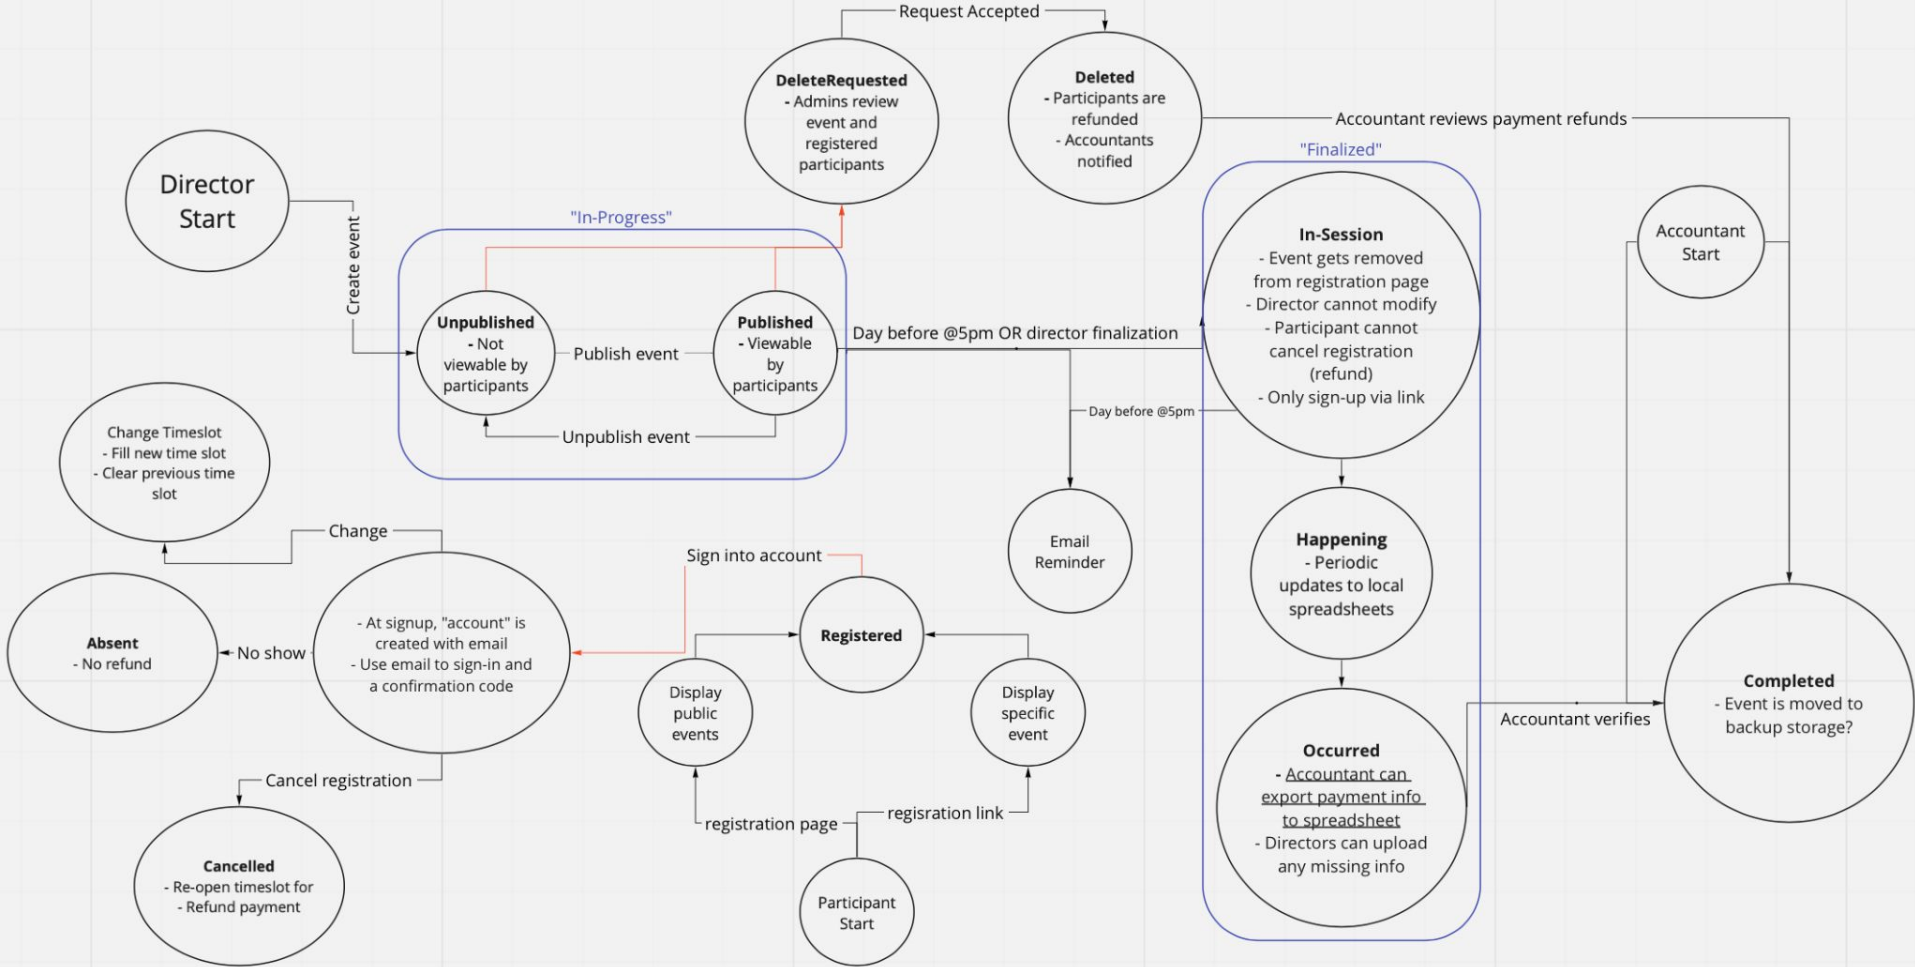 Request Accepted
DeleteRequested
- Admins review
event and
registered
participants
Deleted
- Participants are
refunded
- Accountants
notified
Accountant reviews payment refunds
"Finalized"
Director
Start
Create event
"In-Progress"
Unpublished
- Not
viewable by
participants
Publish event
Published
- Viewable
by
participants
Unpublish event
Day before @5pm OR director finalization
In-Session
- Event gets removed
from registration page
- Director cannot modify
- Participant cannot
cancel registration
(refund)
- Only sign-up via link
Day before @5pm
Accountant
Start
Change Timeslot
- Fill new time slot
- Clear previous time
slot
Change
Email
Reminder
Happening
- Periodic
updates to local
spreadsheets
Sign into account
Registered
Absent
- No refund
No show
- At signup, "account" is
created with email
- Use email to sign-in and
a confirmation code
Display
public
events
Display
specific
event
Completed
- Event is moved to
backup storage?
Accountant verifies
Occurred
- Accountant can
export payment info
to spreadsheet
- Directors can upload
any missing info
Cancel registration
registration page
regisration link
Cancelled
- Re-open timeslot for
- Refund payment
Participant
Start